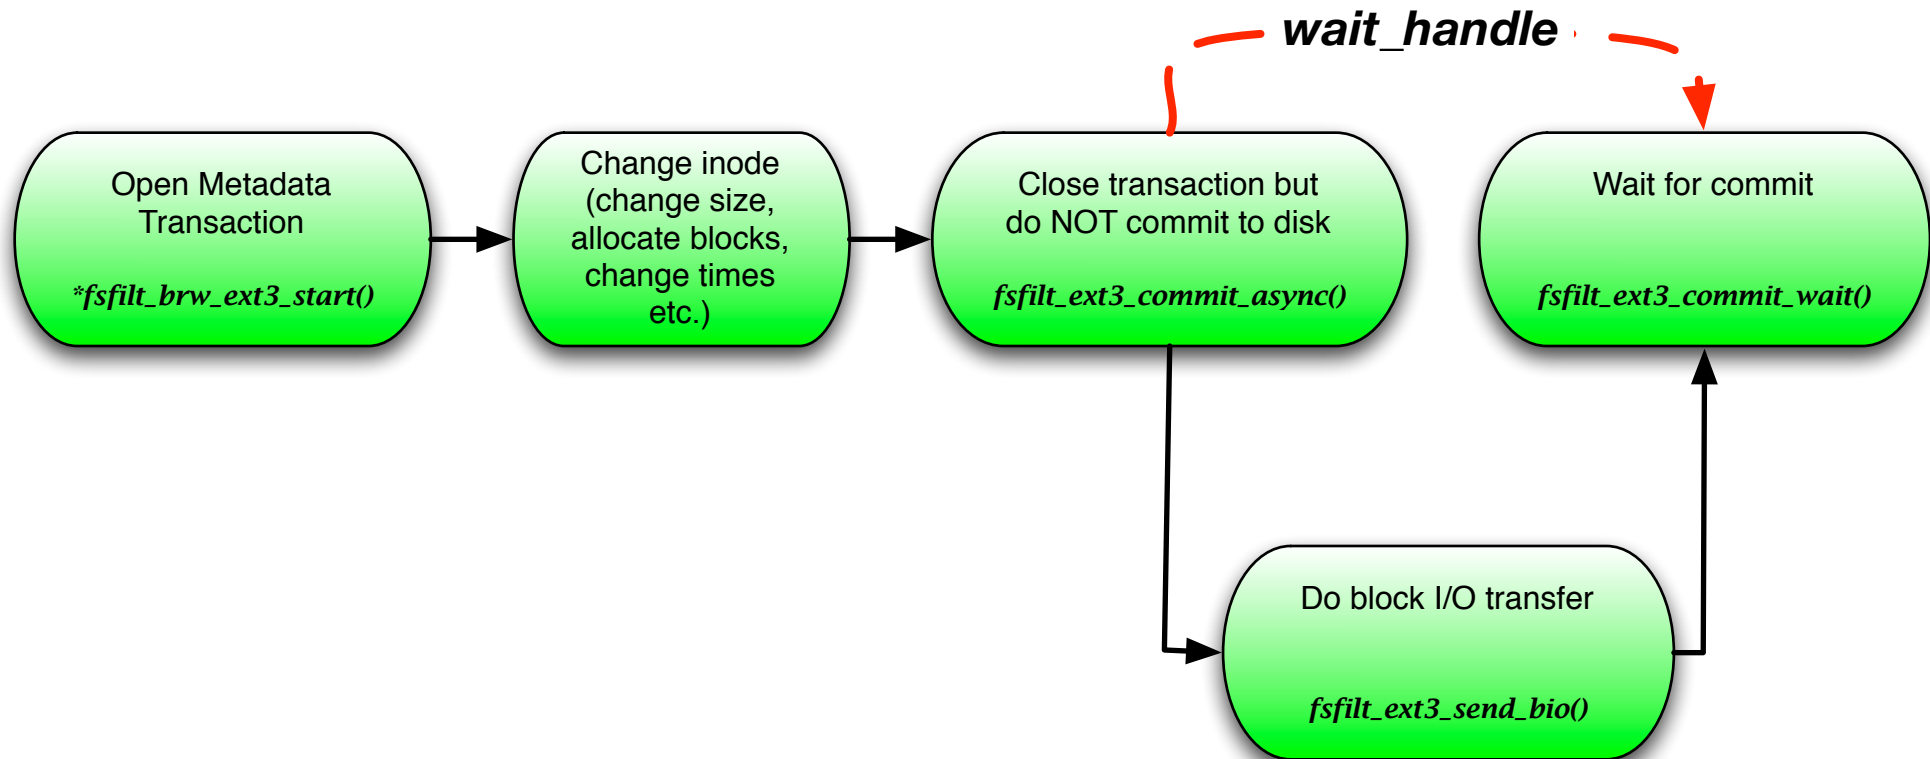 wait_handle
Open Metadata
Transaction
*fsfilt_brw_ext3_start()
Change inode
(change size,
allocate blocks,
change times
etc.)
Close transaction but
do NOT commit to disk
fsfilt_ext3_commit_async()
Wait for commit
fsfilt_ext3_commit_wait()
Do block I/O transfer
fsfilt_ext3_send_bio()